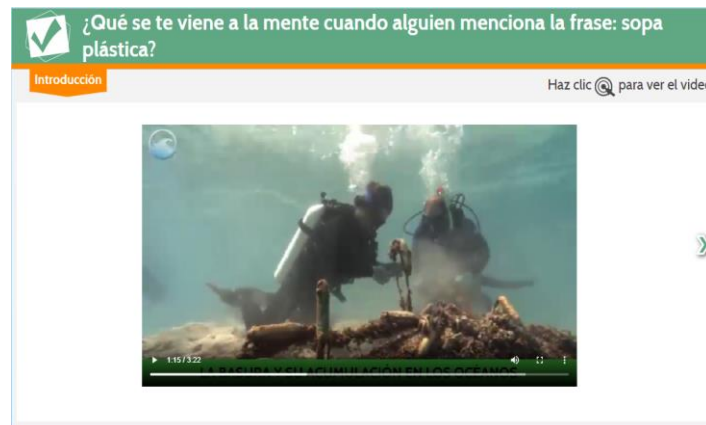 ¿Qué se te viene a la mente cuando alguien menciona la frase: sopa
plástica?
Introducción
Haz clic para ver el video
1:15 / 3:22
LA BASURA Y SU ACUMULACIÓN EN LOS OCÉANOS